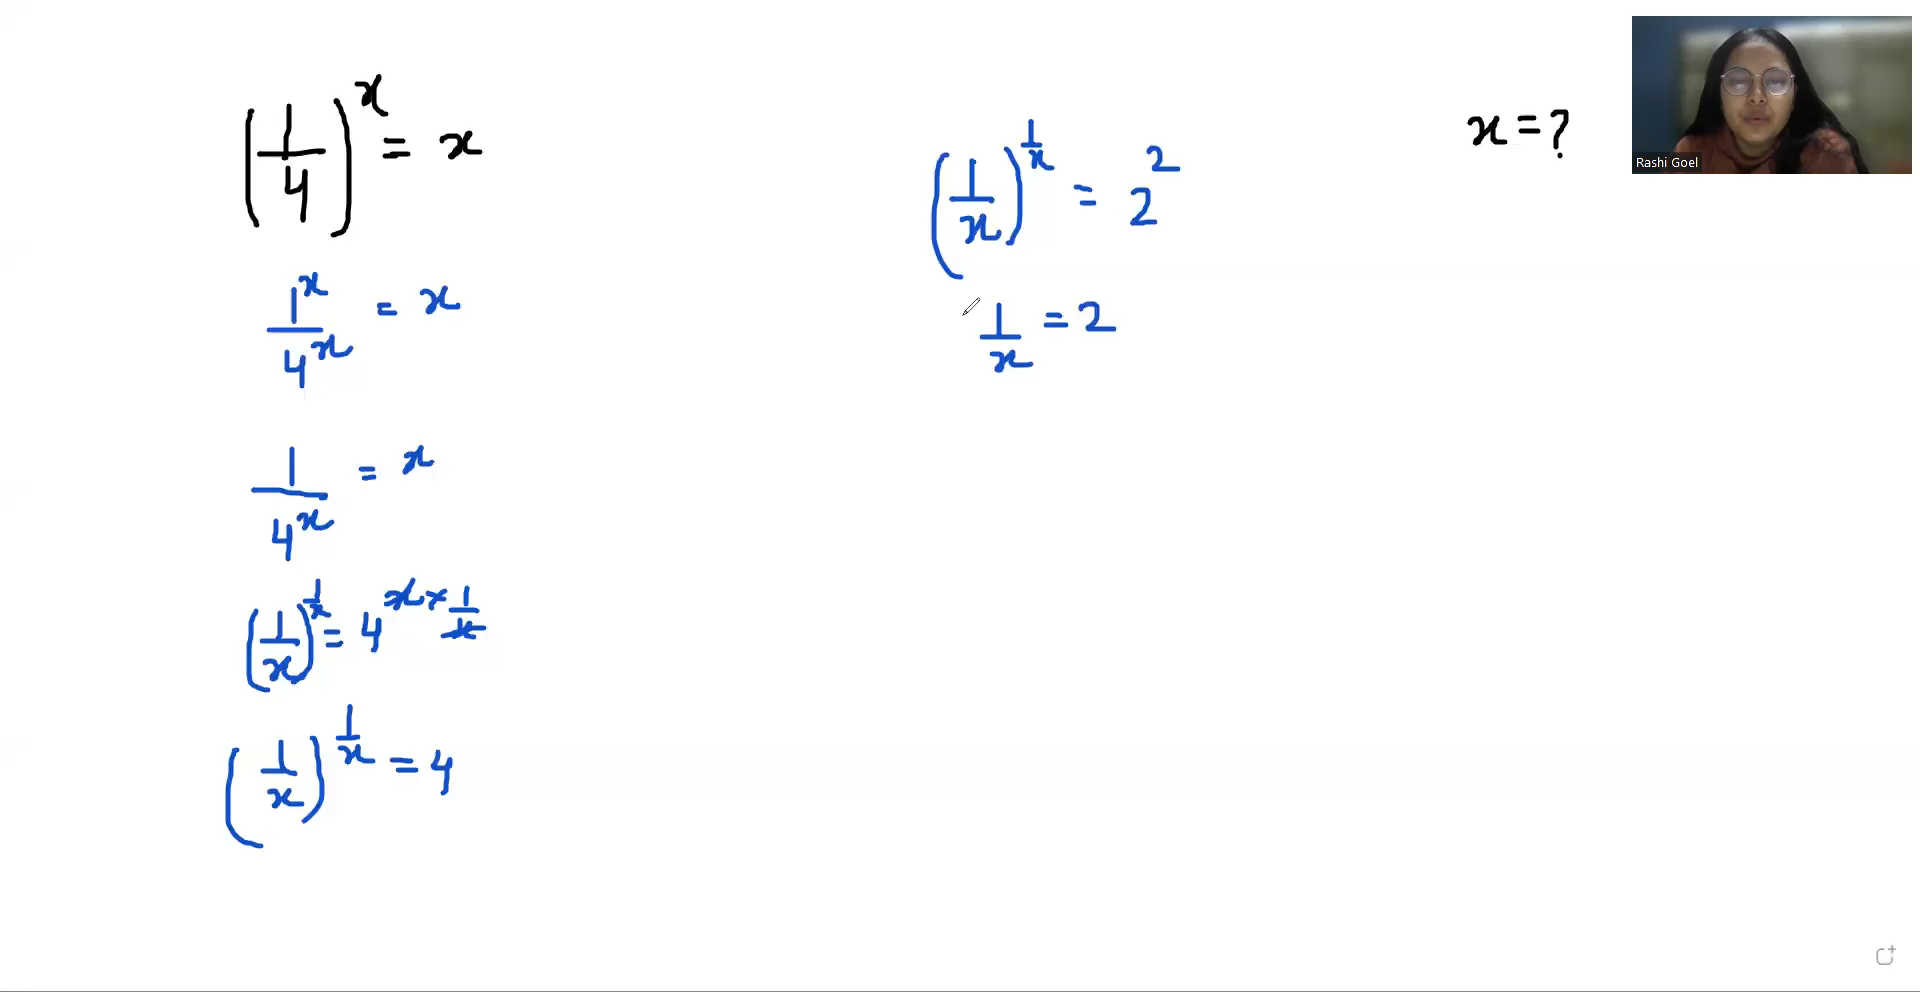 (1/4)^x = x
1^x/4^x = x
1/4^x = x
(1/x)^(1/x) = 4^(x × 1/x)
(1/x)^(1/x) = 4
(1/x)^(1/x) = 2^2
1/x = 2
x = ?
Rashi Goel